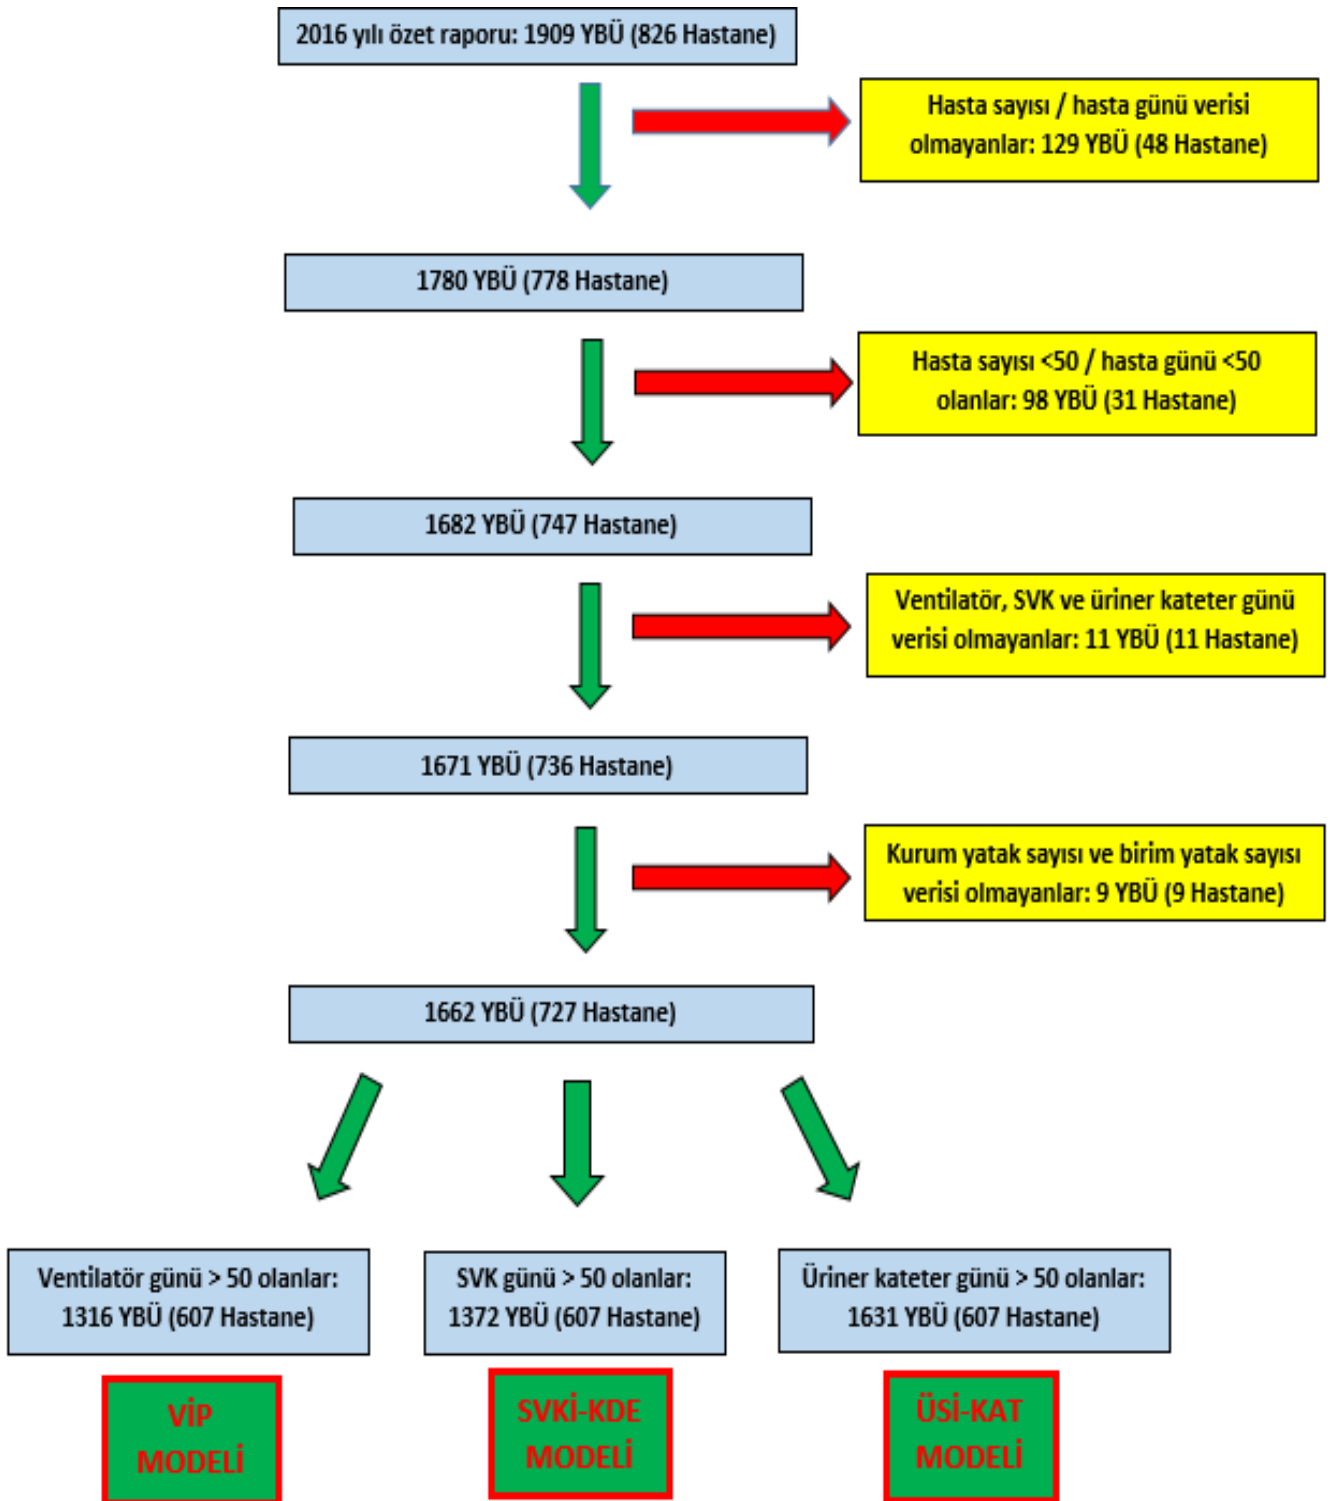 2016 yılı özet raporu: 1909 YBÜ (826 Hastane)
Hasta sayısı / hasta günü verisi
olmayanlar: 129 YBÜ (48 Hastane)
1780 YBÜ (778 Hastane)
Hasta sayısı <50 / hasta günü <50
olanlar: 98 YBÜ (31 Hastane)
1682 YBÜ (747 Hastane)
Ventilatör, SVK ve üriner kateter günü
verisi olmayanlar: 11 YBÜ (11 Hastane)
1671 YBÜ (736 Hastane)
Kurum yatak sayısı ve birim yatak sayısı
verisi olmayanlar: 9 YBÜ (9 Hastane)
1662 YBÜ (727 Hastane)
Ventilatör günü > 50 olanlar:
1316 YBÜ (607 Hastane)
SVK günü > 50 olanlar:
1372 YBÜ (607 Hastane)
Üriner kateter günü > 50 olanlar:
1631 YBÜ (607 Hastane)
VİP
MODELİ
SVKİ-KDE
MODELİ
ÜSİ-KAT
MODELİ